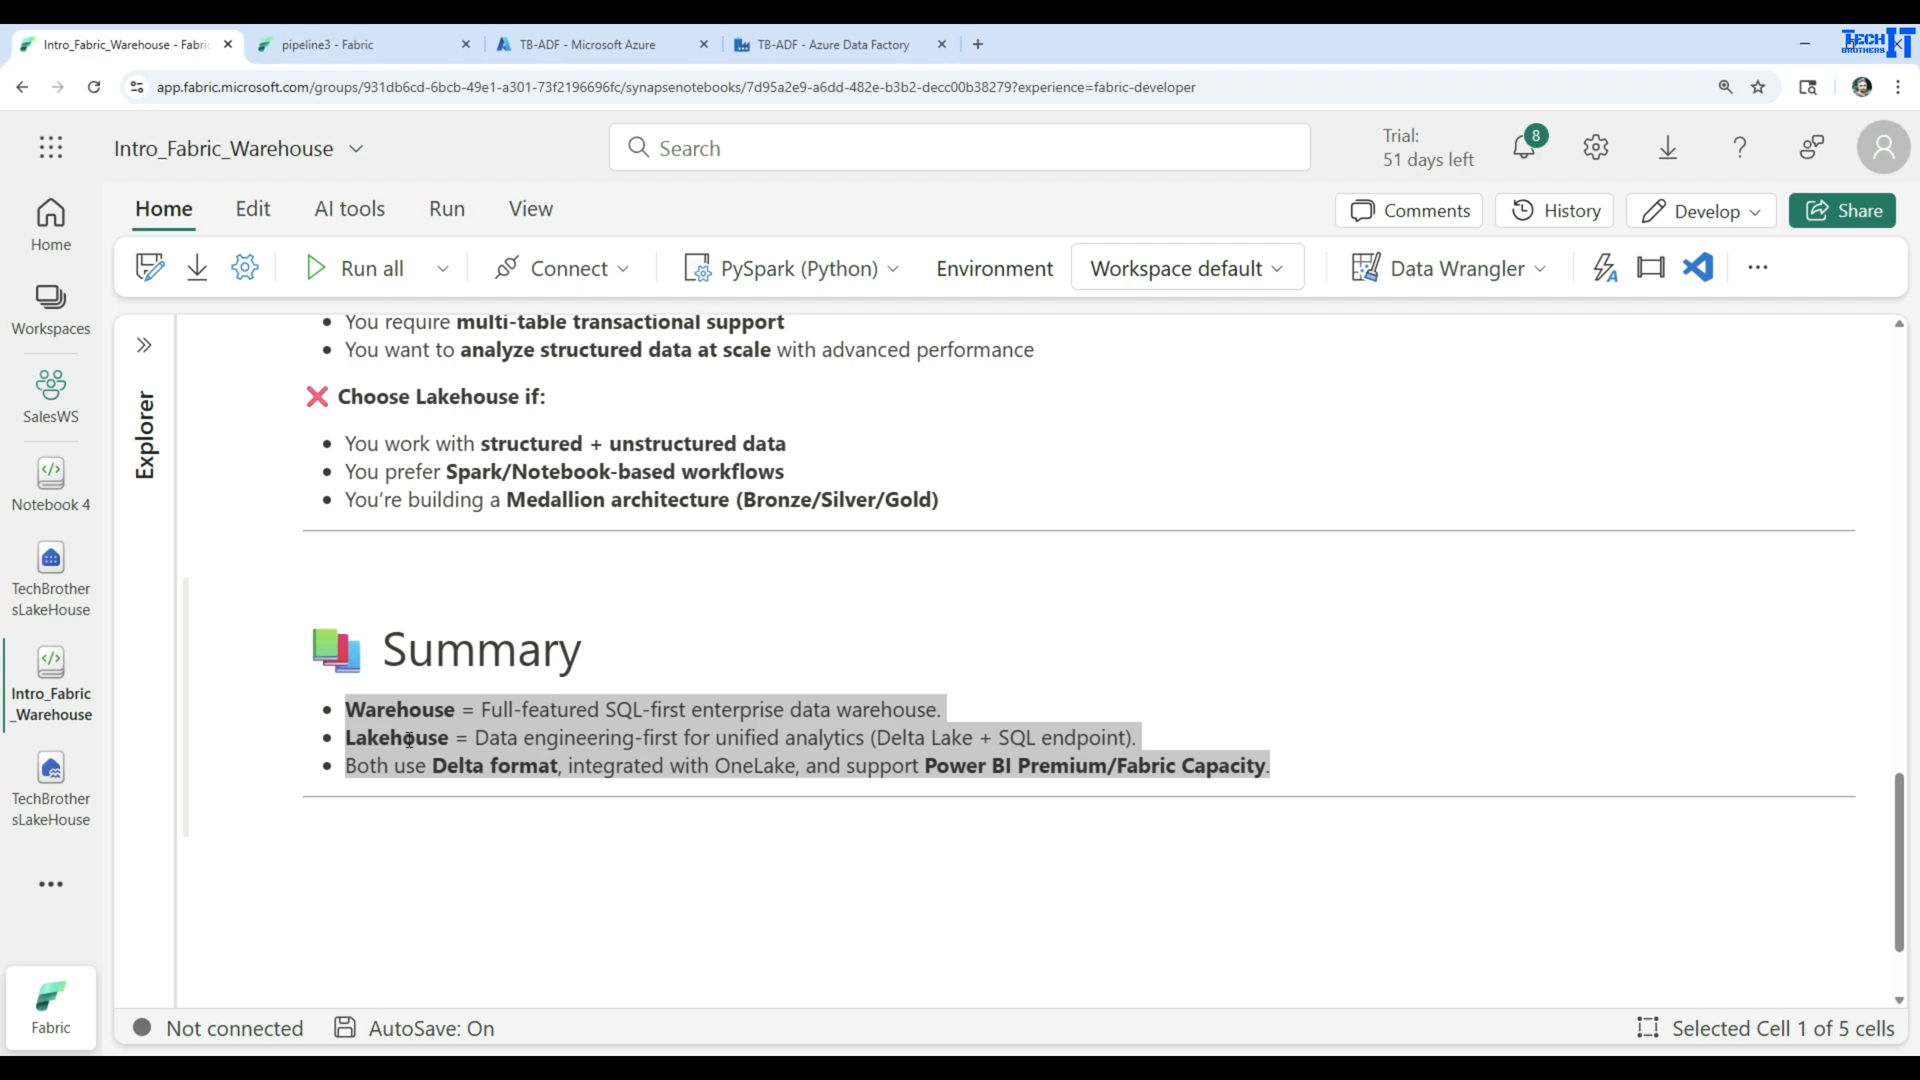 Intro_Fabric_Warehouse - Fabric
pipeline3 - Fabric
TB-ADF - Microsoft Azure
TB-ADF - Azure Data Factory
TECH
BROTHERS
IT
app.fabric.microsoft.com/groups/931db6cd-6bcb-49e1-a301-73f2196696fc/synapsenotebooks/7d95a2e9-a6dd-482e-b3b2-decc00b38279?experience=fabric-developer
Intro_Fabric_Warehouse
Search
Trial:
51 days left
8
Home
Edit
AI tools
Run
View
Comments
History
Develop
Share
Run all
Connect
PySpark (Python)
Environment
Workspace default
Data Wrangler
Home
Workspaces
SalesWS
Notebook 4
TechBrother
sLakeHouse
Intro_Fabric
_Warehouse
TechBrother
sLakeHouse
Fabric
Explorer
• You require multi-table transactional support
• You want to analyze structured data at scale with advanced performance
❌ Choose Lakehouse if:
• You work with structured + unstructured data
• You prefer Spark/Notebook-based workflows
• You’re building a Medallion architecture (Bronze/Silver/Gold)
📚 Summary
• Warehouse = Full-featured SQL-first enterprise data warehouse.
• Lakehouse = Data engineering-first for unified analytics (Delta Lake + SQL endpoint).
• Both use Delta format, integrated with OneLake, and support Power BI Premium/Fabric Capacity.
Not connected
AutoSave: On
Selected Cell 1 of 5 cells